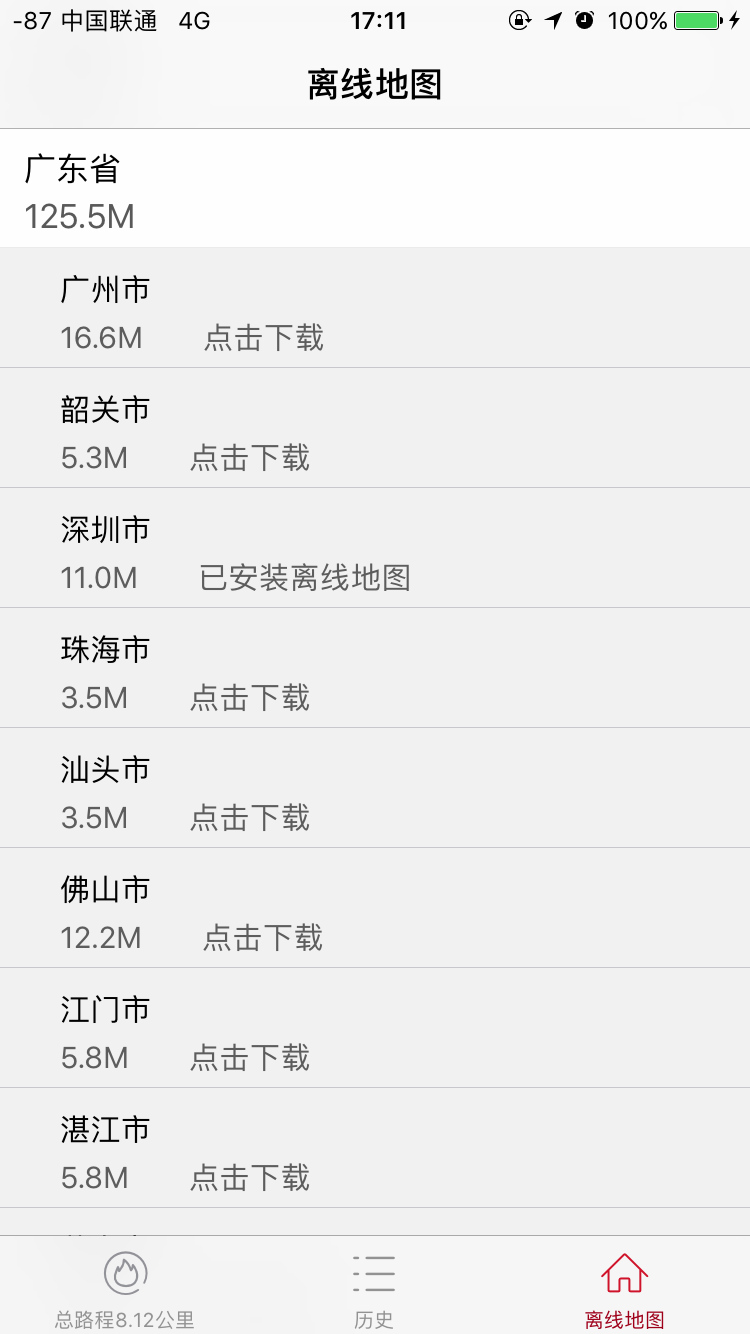 -87 中国联通 4G 17:11 100%
离线地图
广东省
125.5M
广州市
16.6M 点击下载
韶关市
5.3M 点击下载
深圳市
11.0M 已安装离线地图
珠海市
3.5M 点击下载
汕头市
3.5M 点击下载
佛山市
12.2M 点击下载
江门市
5.8M 点击下载
湛江市
5.8M 点击下载
总路程8.12公里 历史 离线地图